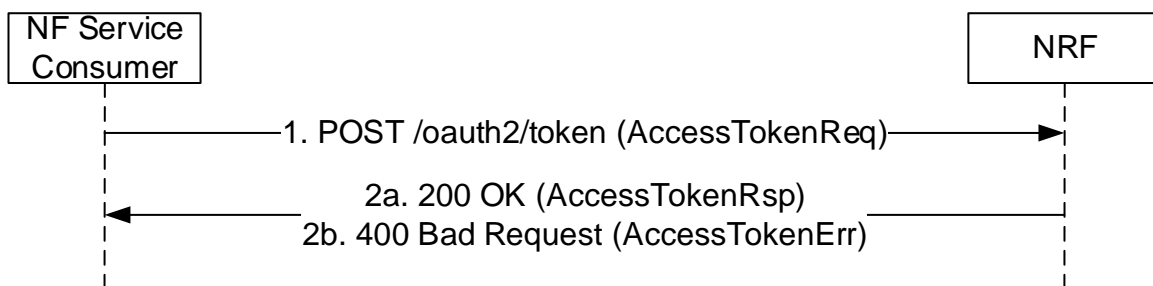 NF Service
Consumer
NRF
1. POST /oauth2/token (AccessTokenReq)
2a. 200 OK (AccessTokenRsp)
2b. 400 Bad Request (AccessTokenErr)